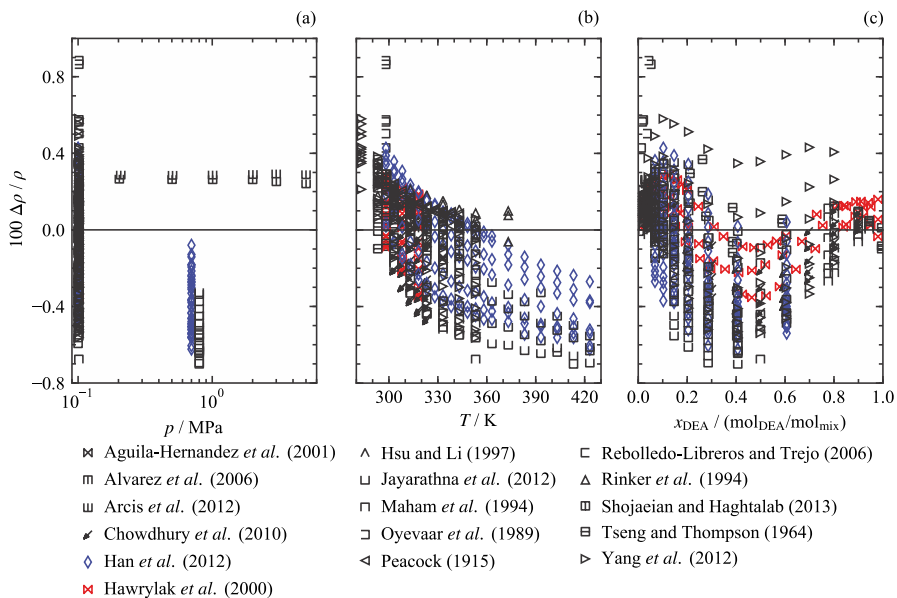 (a) (b) (c)
100 Δρ / ρ
0.8
0.4
0.0
−0.4
−0.8
10⁻¹ 10⁰ 300 330 360 390 420 0.0 0.2 0.4 0.6 0.8 1.0
p / MPa T / K x_DEA / (mol_DEA/mol_mix)
Aguila-Hernandez et al. (2001)
Alvarez et al. (2006)
Arcis et al. (2012)
Chowdhury et al. (2010)
Han et al. (2012)
Hawrylak et al. (2000)
Hsu and Li (1997)
Jayarathna et al. (2012)
Maham et al. (1994)
Oyevaar et al. (1989)
Peacock (1915)
Rebolledo-Libreros and Trejo (2006)
Rinker et al. (1994)
Shojaeian and Haghtalab (2013)
Tseng and Thompson (1964)
Yang et al. (2012)